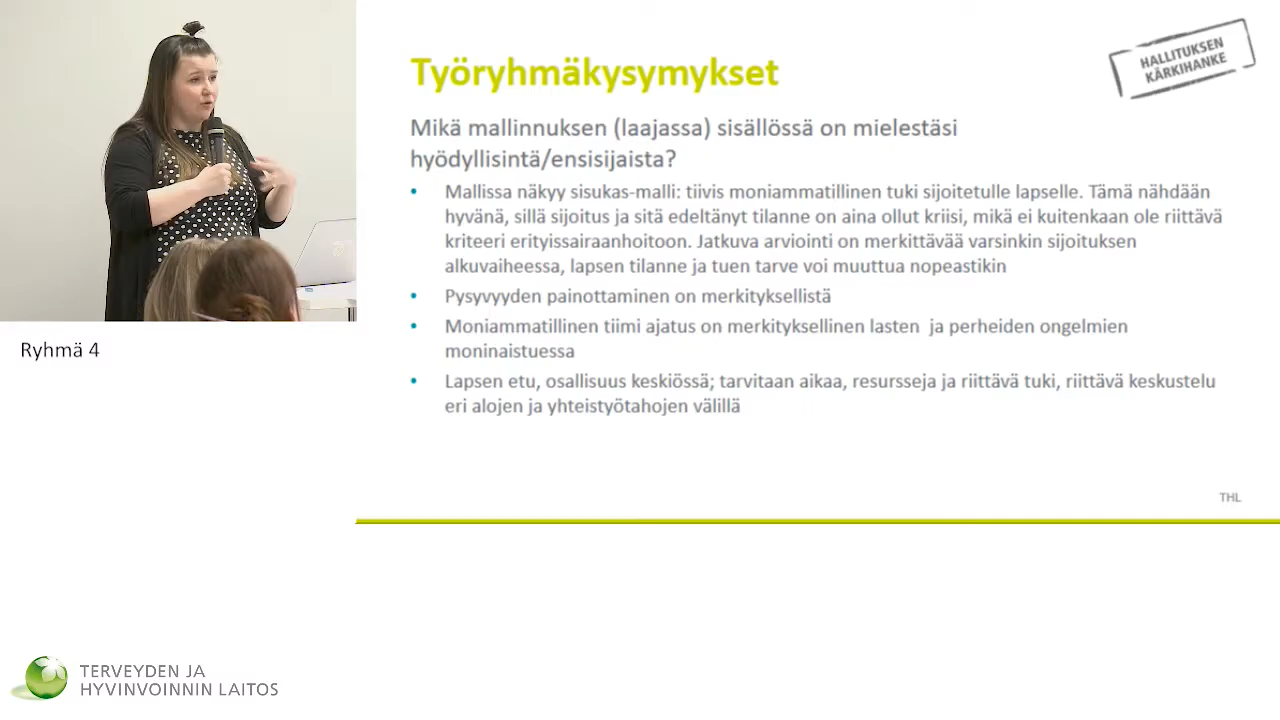 HALLITUKSEN
KÄRKIHANKE
Työryhmäkysymykset
Mikä mallinnuksen (laajassa) sisällössä on mielestäsi
hyödyllisintä/ensisijaista?
• Mallissa näkyy sisukas-malli: tiivis moniammatillinen tuki sijoitetulle lapselle. Tämä nähdään
hyvänä, sillä sijoitus ja sitä edeltänyt tilanne on aina ollut kriisi, mikä ei kuitenkaan ole riittävä
kriteeri erityissairaanhoitoon. Jatkuva arviointi on merkittävää varsinkin sijoituksen
alkuvaiheessa, lapsen tilanne ja tuen tarve voi muuttua nopeastikin
• Pysyvyyden painottaminen on merkityksellistä
• Moniammatillinen tiimi ajatus on merkityksellinen lasten ja perheiden ongelmien
moninaistuessa
• Lapsen etu, osallisuus keskiössä; tarvitaan aikaa, resursseja ja riittävä tuki, riittävä keskustelu
eri alojen ja yhteistyötahojen välillä
THL
Ryhmä 4
TERVEYDEN JA
HYVINVOINNIN LAITOS